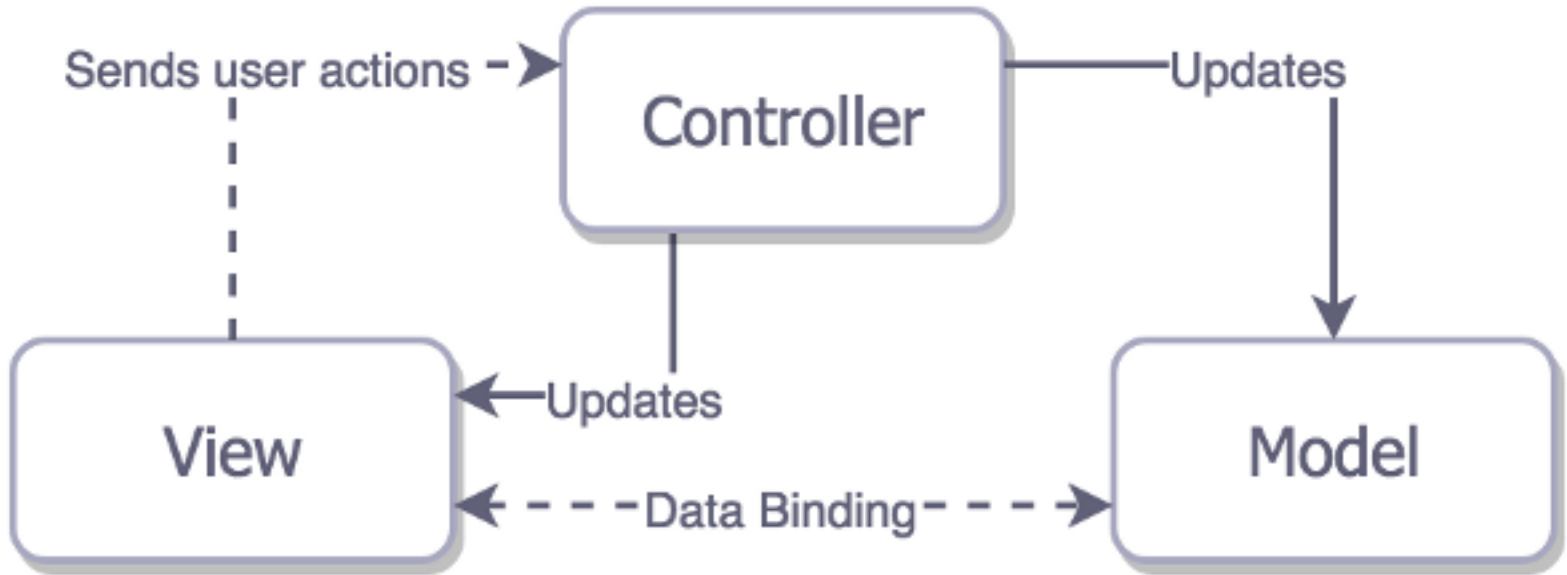 Sends user actions
Updates
Controller
Updates
View
Model
Data Binding